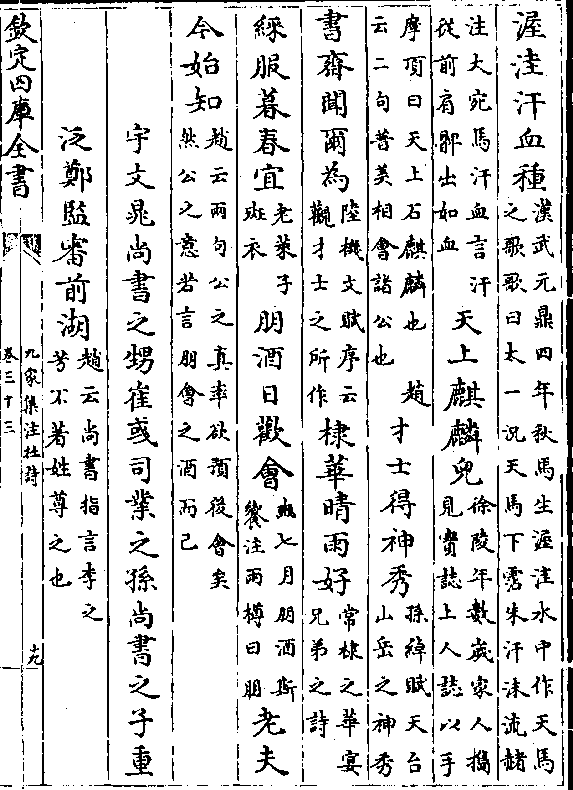 渥洼汗血種漢武元鼎四年秋馬生渥洼水中作天馬之歌歌曰太一況天馬下霑朱汗沫流赭
注大宛馬汗血言汗從前肩髆出如血天上麒麟兒徐陵年數歲家人攜見寶誌上人誌以手
摩頂曰天上石麒麟也趙云二句昔美相會諸公也才士得神秀孫綽賦天台山岳之神秀
書齋聞爾為陸機文賦序云觀才士之所作棣華晴雨好常棣之華宴兄弟之詩
綵服暮春宜老萊子斑衣朋酒日歡會豳七月朋酒斯饗注兩樽曰朋老夫
今始知趙云兩句公之真率欲預後會矣然公之意若言朋會之酒而已
宇文晁尚書之甥崔彧司業之孫尚書之子重
泛鄭監審前湖趙云尚書指言李之芳不著姓尊之也
欽定四庫全書
九家集注杜詩
卷三十三
十九